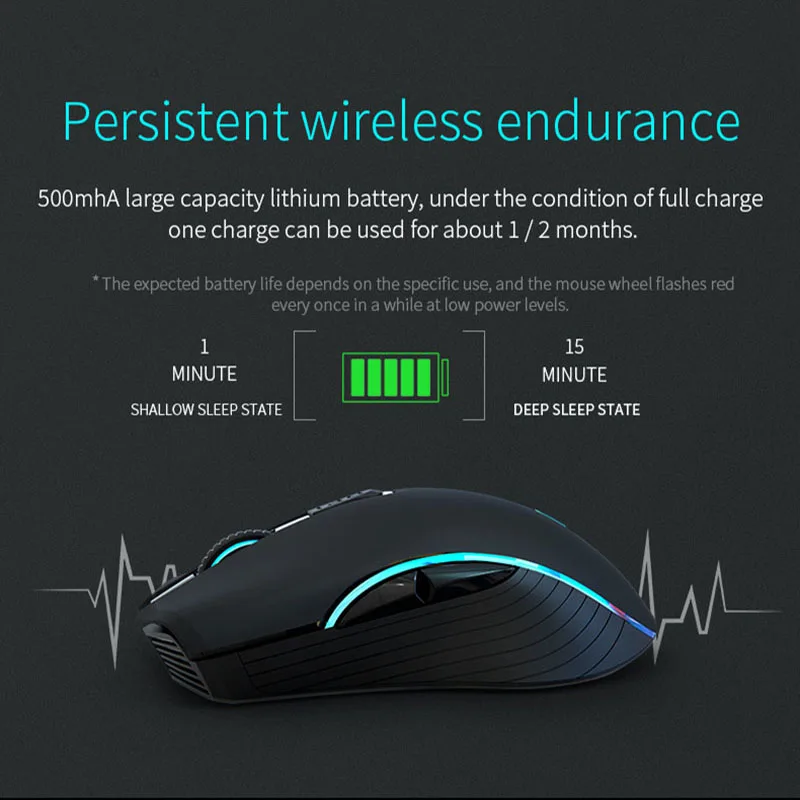 Persistent wireless endurance
500mhA large capacity lithium battery, under the condition of full charge
one charge can be used for about 1 / 2 months.
*The expected battery life depends on the specific use, and the mouse wheel flashes red
every once in a while at low power levels.
1
MINUTE
SHALLOW SLEEP STATE
15
MINUTE
DEEP SLEEP STATE